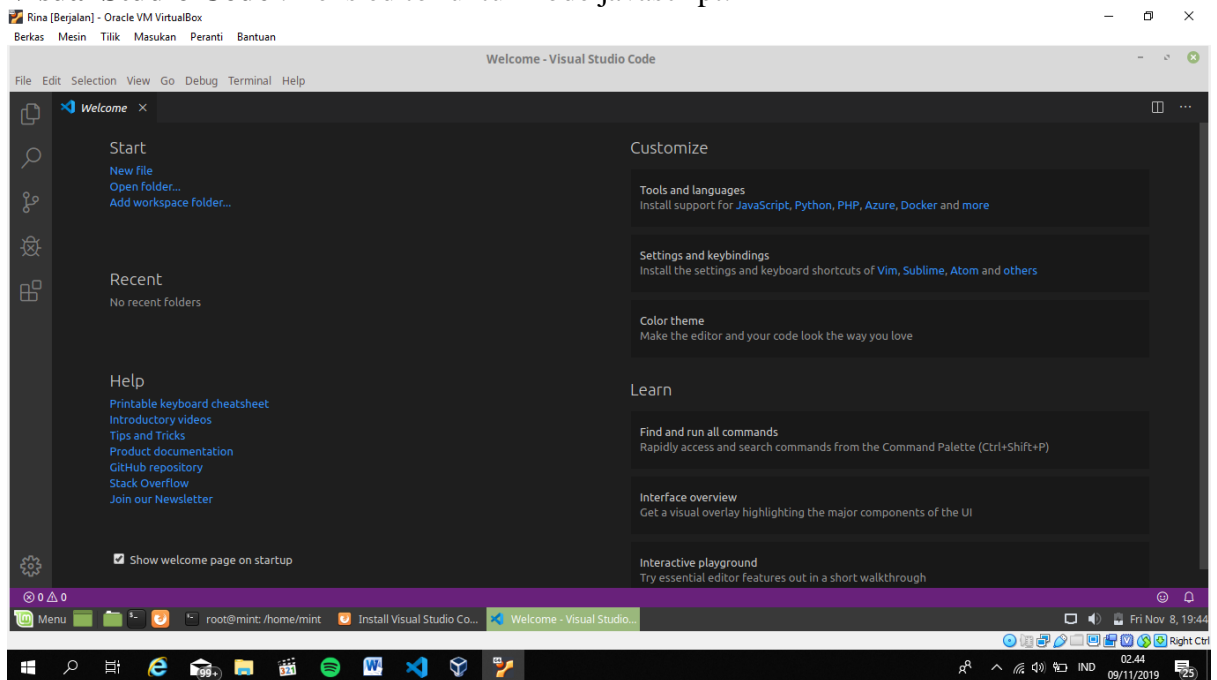 Rina [Berjalan] - Oracle VM VirtualBox
Berkas Mesin Tilik Masukan Peranti Bantuan
Welcome - Visual Studio Code
File Edit Selection View Go Debug Terminal Help
Welcome
Start
New file
Open folder...
Add workspace folder...
Recent
No recent folders
Help
Printable keyboard cheatsheet
Introductory videos
Tips and Tricks
Product documentation
GitHub repository
Stack Overflow
Join our Newsletter
Show welcome page on startup
Customize
Tools and languages
Install support for JavaScript, Python, PHP, Azure, Docker and more
Settings and keybindings
Install the settings and keyboard shortcuts of Vim, Sublime, Atom and others
Color theme
Make the editor and your code look the way you love
Learn
Find and run all commands
Rapidly access and search commands from the Command Palette (Ctrl+Shift+P)
Interface overview
Get a visual overlay highlighting the major components of the UI
Interactive playground
Try essential editor features out in a short walkthrough
0 0
Menu root@mint: /home/mint Install Visual Studio Co... Welcome - Visual Studio... Fri Nov 8, 19:44
Right Ctrl
99+ 321 IND 02.44
09/11/2019 25